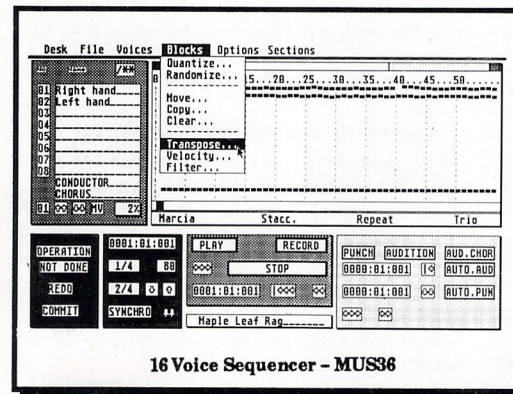 Desk File Voices Blocks Options Sections
Quantize...
Randomize...
Move...
Copy...
Clear...
Transpose...
Velocity...
Filter...
15...20...25...30...35...40...45...50.....
/**
01 Right hand
02 Left hand
03
04
05
06
07
08
CONDUCTOR
CHORUS
01 MV 2%
Marcia Stacc. Repeat Trio
OPERATION
NOT DONE
REDO
COMMIT
0001:01:001
1/4 80
2/4
SYNCHRO
PLAY RECORD
STOP
0001:01:001
Maple Leaf Rag
PUNCH AUDITION AUD.CHOR
0000:01:001 AUTO.AUD
0000:01:001 AUTO.PUN
16 Voice Sequencer – MUS36